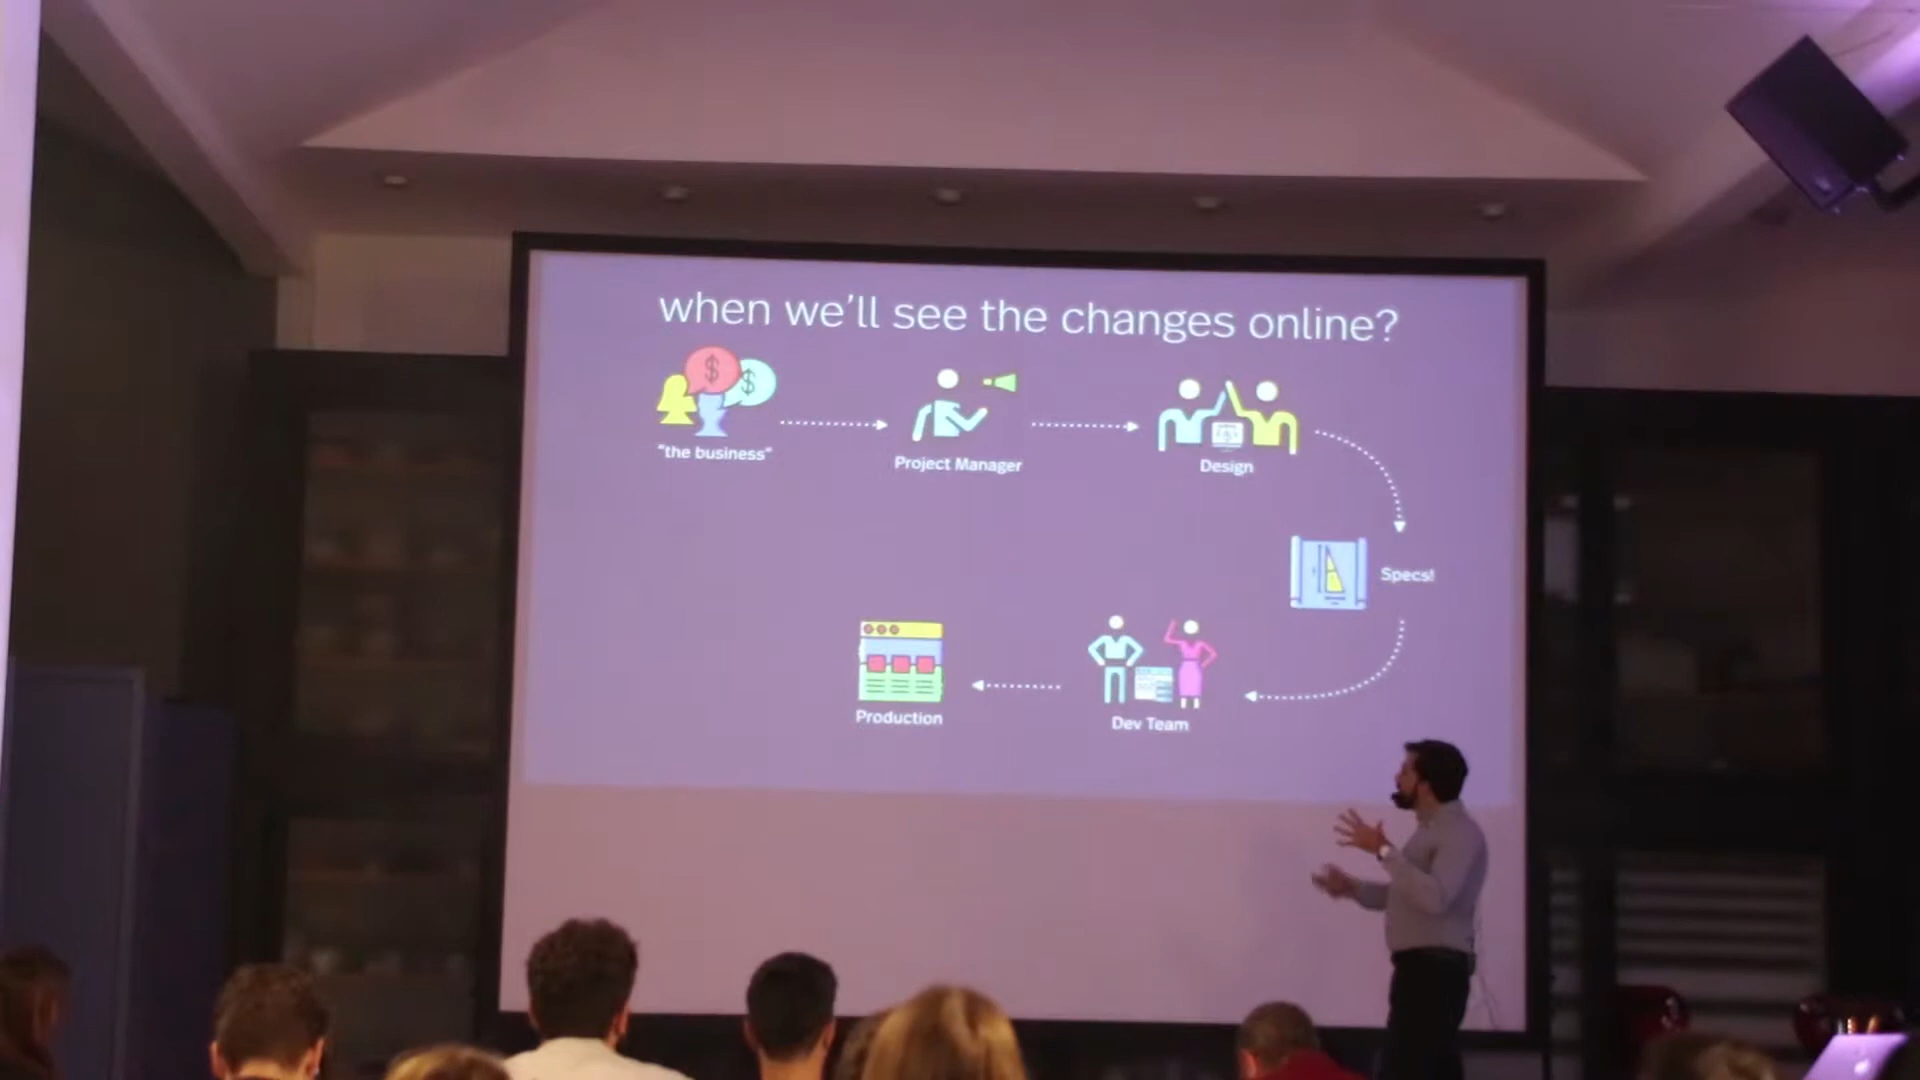 when we'll see the changes online?
"the business"
Project Manager
Design
Specs!
Dev Team
Production